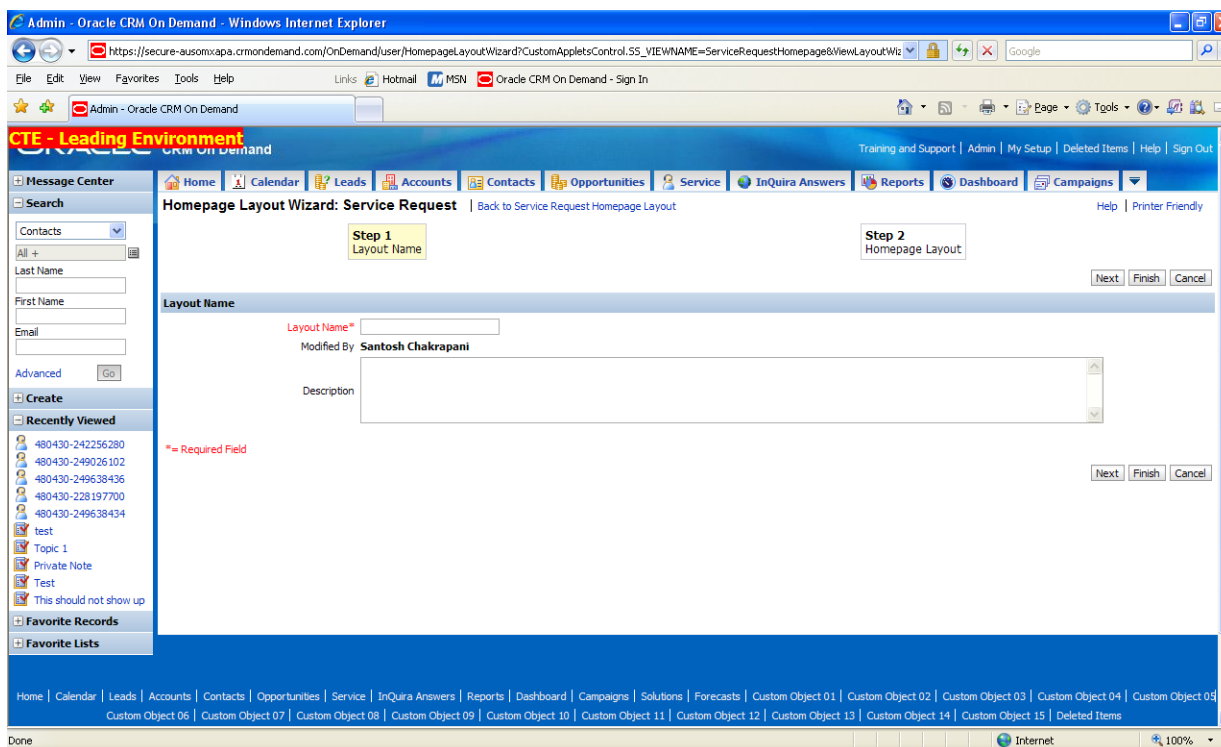 Admin - Oracle CRM On Demand - Windows Internet Explorer
https://secure-ausomxapa.crmondemand.com/OnDemand/user/HomepageLayoutWizard?CustomAppletsControl.SS_VIEWNAME=ServiceRequestHomepage&ViewLayoutWiz
Google
File Edit View Favorites Tools Help Links Hotmail MSN Oracle CRM On Demand - Sign In
Admin - Oracle CRM On Demand Page Tools
CTE - Leading Environment
CRM On Demand
Training and Support | Admin | My Setup | Deleted Items | Help | Sign Out
Message Center Home Calendar Leads Accounts Contacts Opportunities Service InQuira Answers Reports Dashboard Campaigns
Search
Homepage Layout Wizard: Service Request | Back to Service Request Homepage Layout Help | Printer Friendly
Contacts
All +
Last Name
First Name
Email
Advanced Go
Create
Recently Viewed
480430-242256280
480430-249026102
480430-249638436
480430-228197700
480430-249638434
test
Topic 1
Private Note
Test
This should not show up
Favorite Records
Favorite Lists
Step 1
Layout Name
Step 2
Homepage Layout
Next Finish Cancel
Layout Name
Layout Name*
Modified By Santosh Chakrapani
Description
*= Required Field
Next Finish Cancel
Home | Calendar | Leads | Accounts | Contacts | Opportunities | Service | InQuira Answers | Reports | Dashboard | Campaigns | Solutions | Forecasts | Custom Object 01 | Custom Object 02 | Custom Object 03 | Custom Object 04 | Custom Object 05
Custom Object 06 | Custom Object 07 | Custom Object 08 | Custom Object 09 | Custom Object 10 | Custom Object 11 | Custom Object 12 | Custom Object 13 | Custom Object 14 | Custom Object 15 | Deleted Items
Done Internet 100%